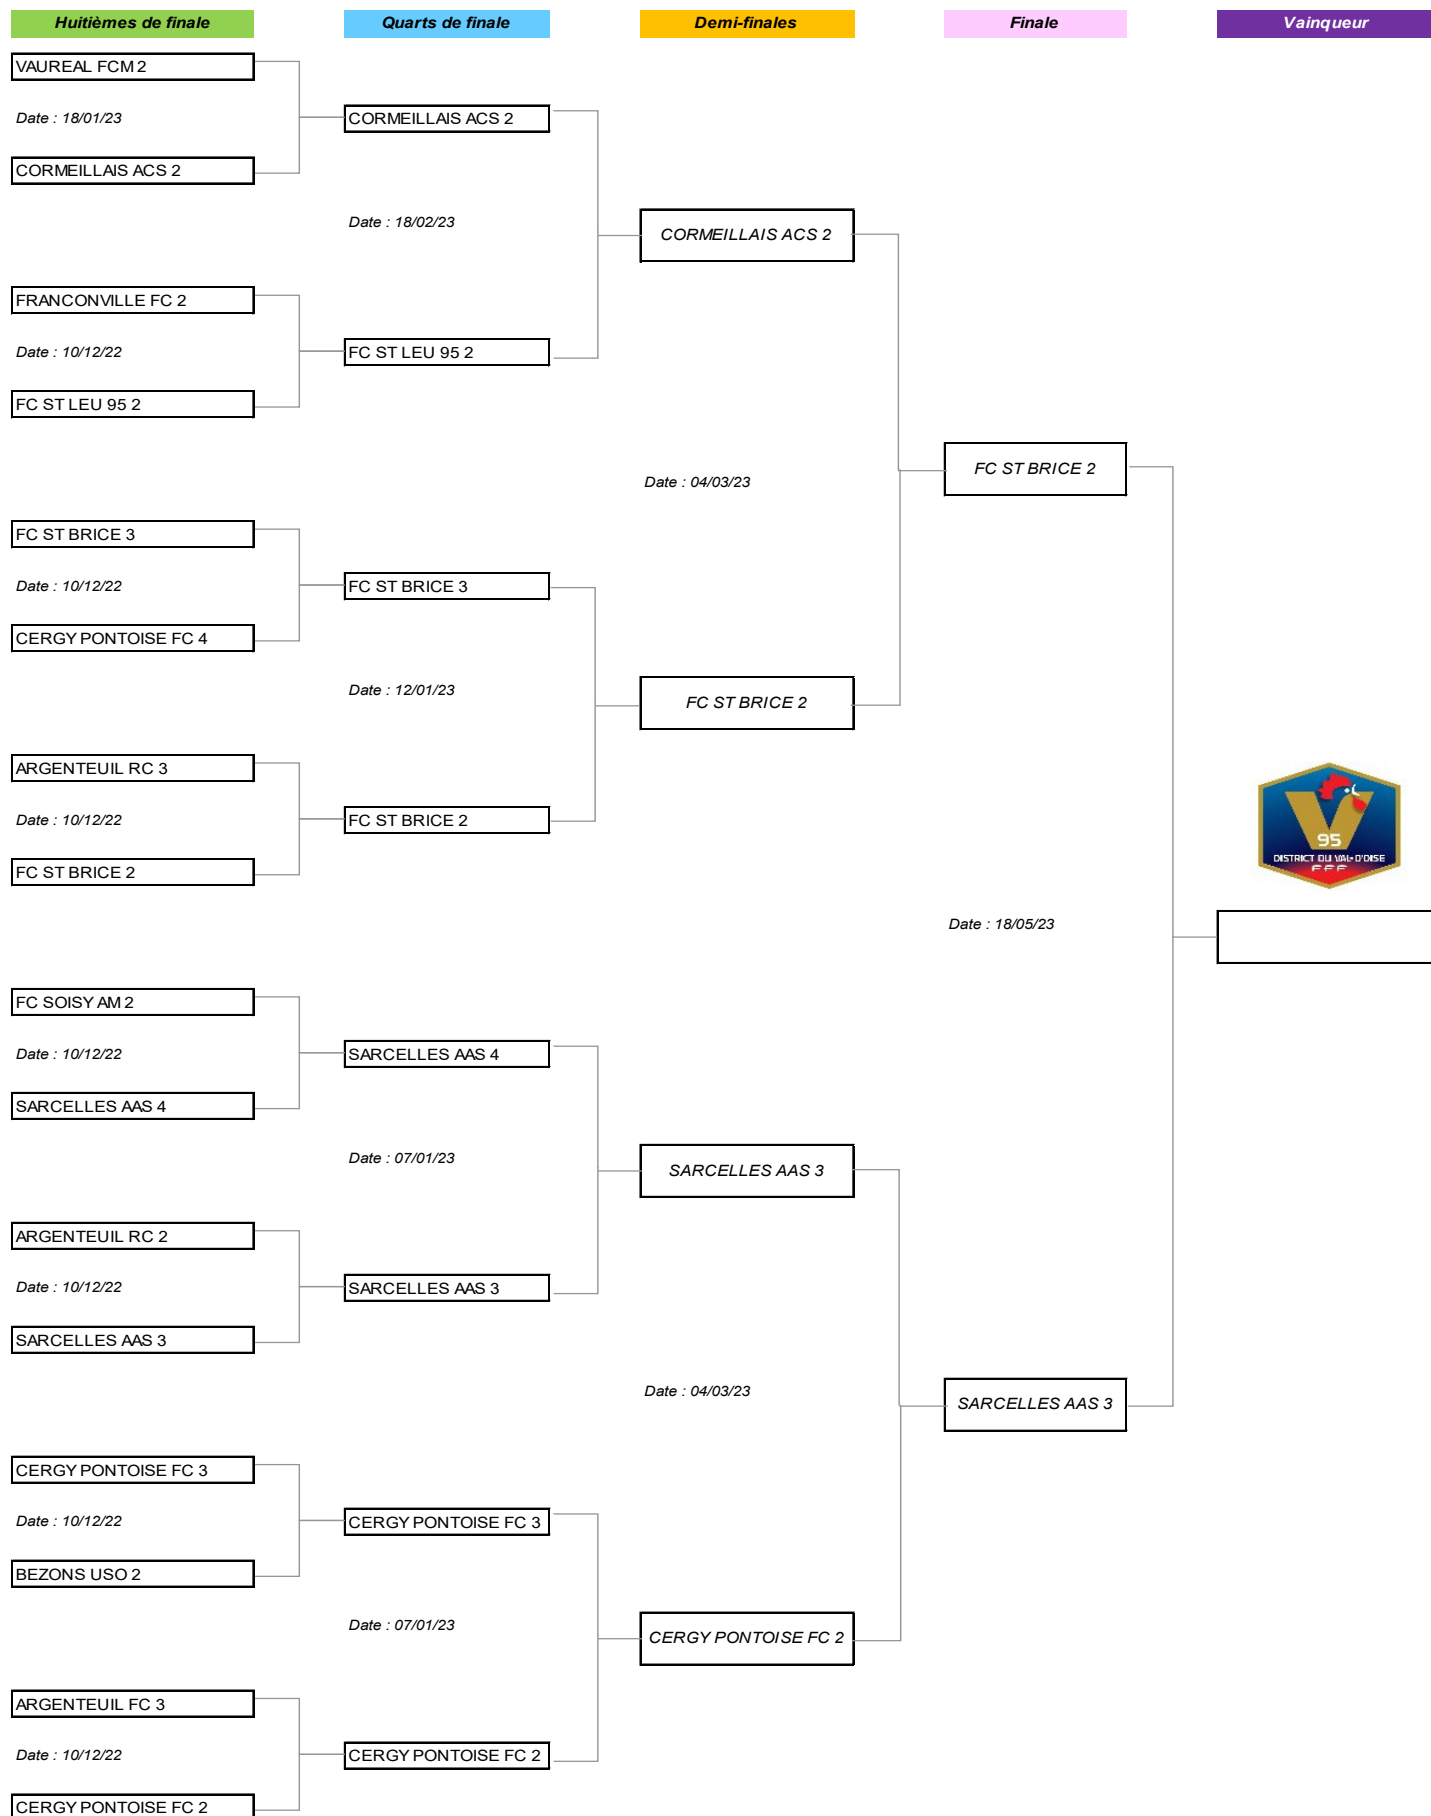 Huitièmes de finale
Quarts de finale
Demi-finales
Finale
Vainqueur
VAUREAL FCM 2
Date : 18/01/23
CORMEILLAIS ACS 2
CORMEILLAIS ACS 2
Date : 18/02/23
CORMEILLAIS ACS 2
FRANCONVILLE FC 2
Date : 10/12/22
FC ST LEU 95 2
FC ST LEU 95 2
Date : 04/03/23
FC ST BRICE 2
FC ST BRICE 3
Date : 10/12/22
FC ST BRICE 3
CERGY PONTOISE FC 4
Date : 12/01/23
FC ST BRICE 2
ARGENTEUIL RC 3
Date : 10/12/22
FC ST BRICE 2
FC ST BRICE 2
V
95
DISTRICT DU VAL-D'OISE
FFF
Date : 18/05/23
FC SOISY AM 2
Date : 10/12/22
SARCELLES AAS 4
SARCELLES AAS 4
Date : 07/01/23
SARCELLES AAS 3
ARGENTEUIL RC 2
Date : 10/12/22
SARCELLES AAS 3
SARCELLES AAS 3
Date : 04/03/23
SARCELLES AAS 3
CERGY PONTOISE FC 3
Date : 10/12/22
CERGY PONTOISE FC 3
BEZONS USO 2
Date : 07/01/23
CERGY PONTOISE FC 2
ARGENTEUIL FC 3
Date : 10/12/22
CERGY PONTOISE FC 2
CERGY PONTOISE FC 2